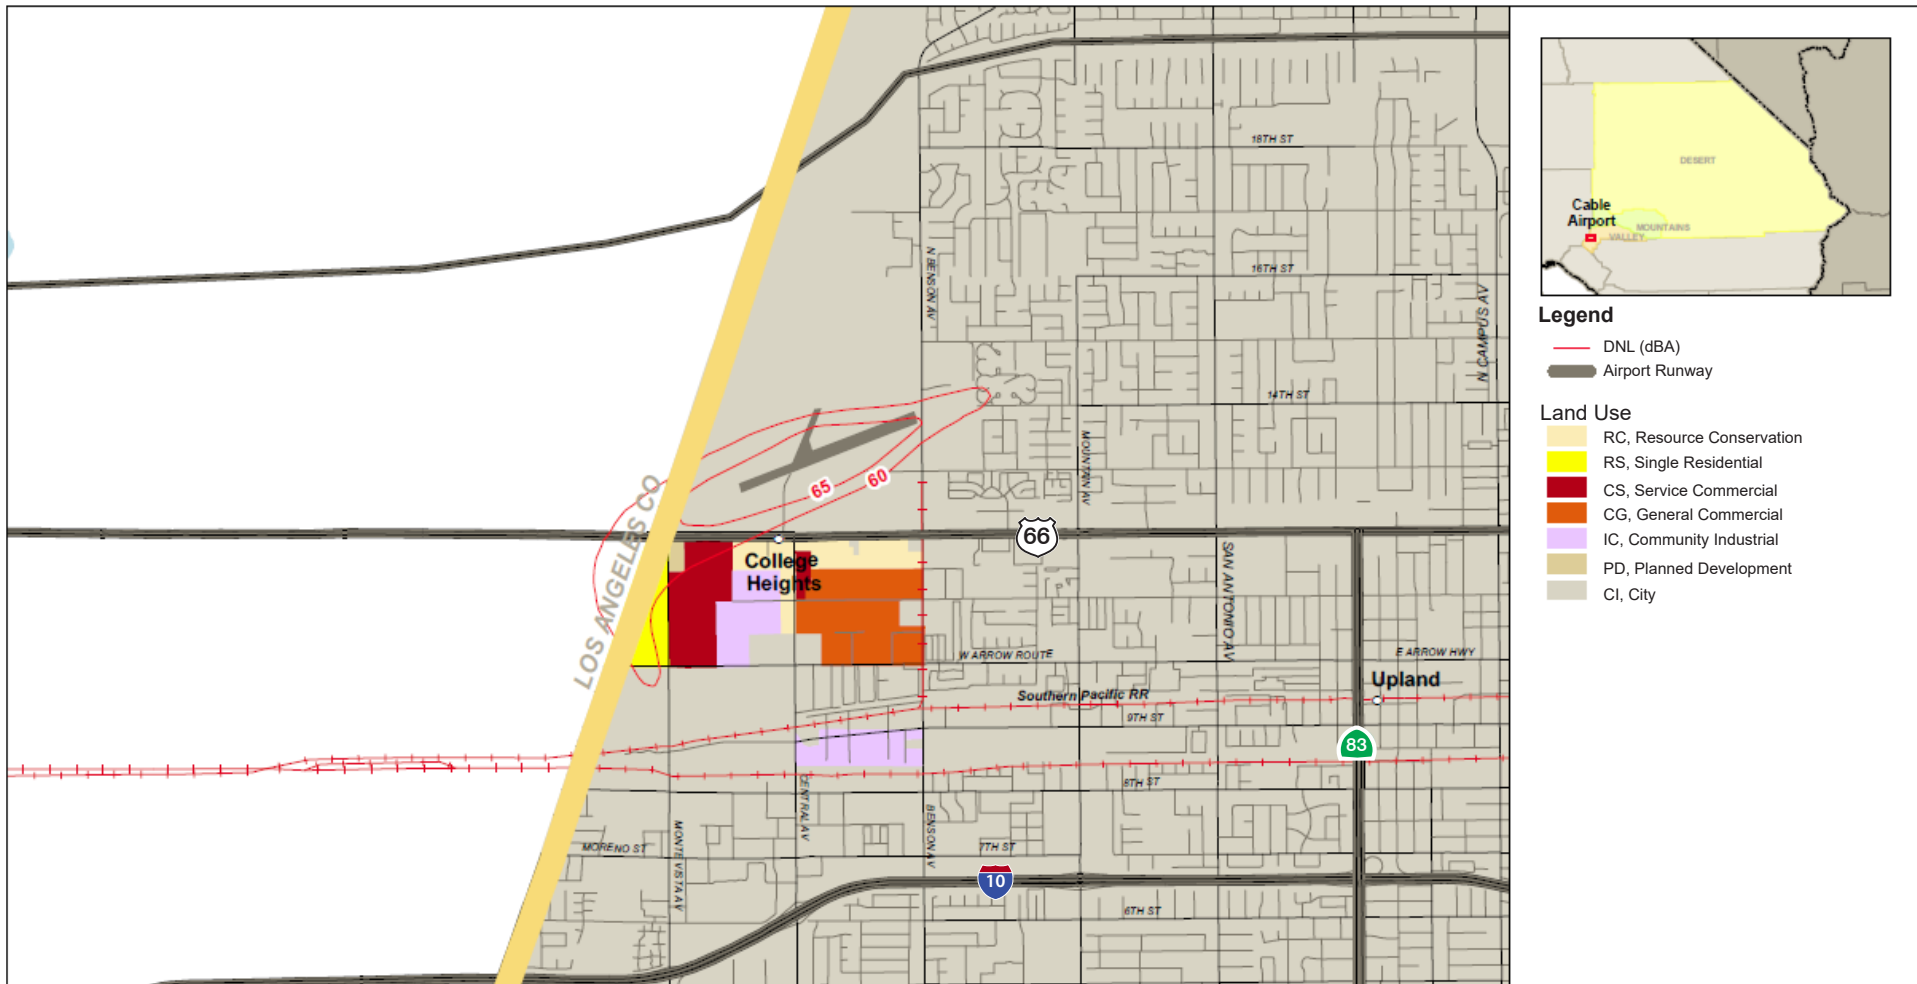 18TH ST
N BENSON AV
16TH ST
N CAMPUS AV
14TH ST
MOUNTAIN AV
65
60
LOS ANGELES CO
66
College
Heights
SAN ANTONIO AV
W ARROW ROUTE
E ARROW HWY
Upland
Southern Pacific RR
9TH ST
83
8TH ST
CENTRAL AV
BENSON AV
MONTE VISTA AV
MORENO ST
7TH ST
10
6TH ST
DESERT
Cable
Airport
MOUNTAINS
VALLEY
Legend
DNL (dBA)
Airport Runway
Land Use
RC, Resource Conservation
RS, Single Residential
CS, Service Commercial
CG, General Commercial
IC, Community Industrial
PD, Planned Development
CI, City